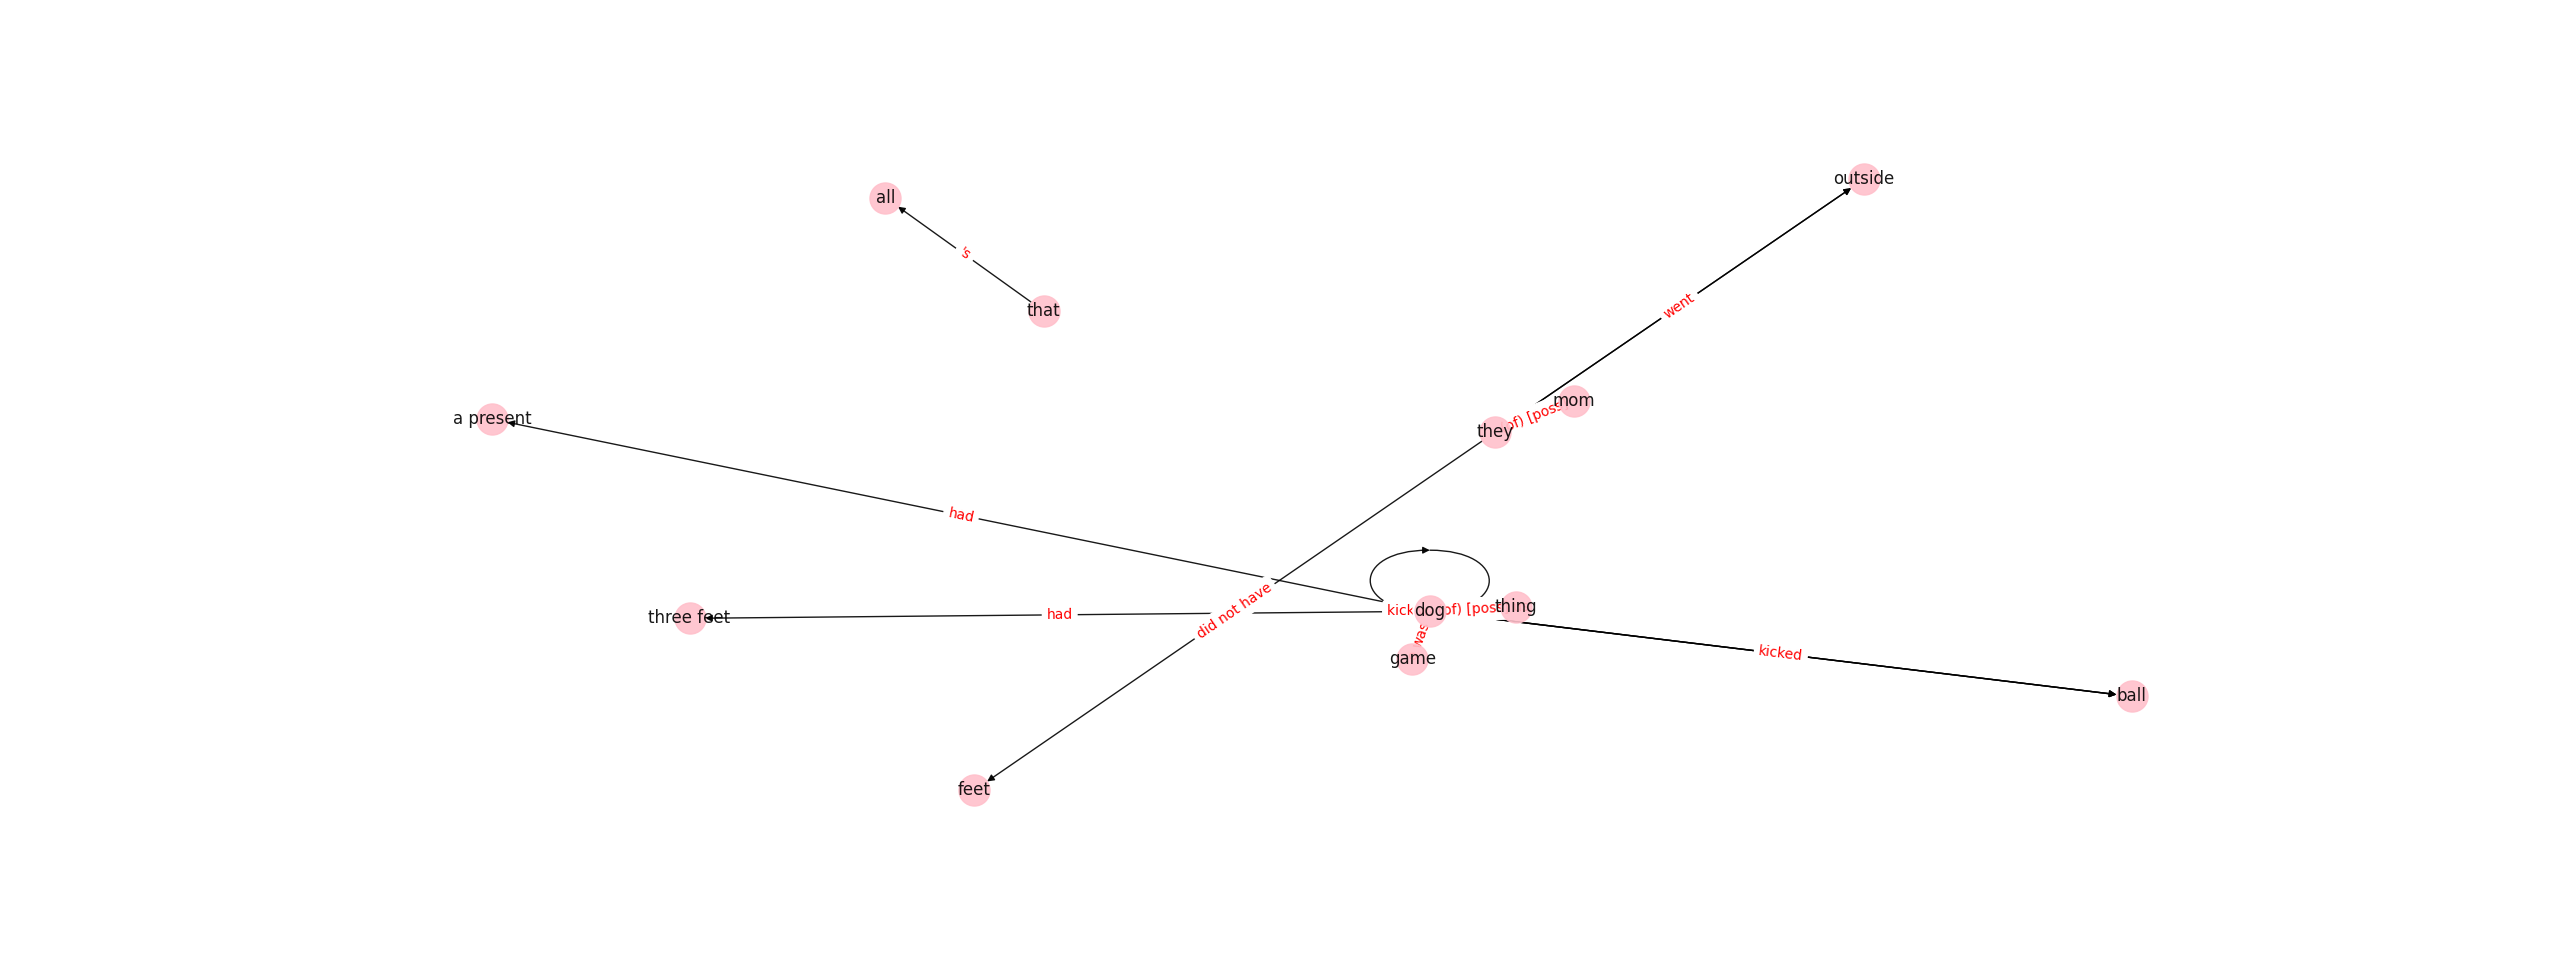 outside
all
's
that
went
mom
of) [poss
they
a present
had
did not have
thing
dog
of) [poss
three feet
had
was
game
kicked
ball
feet